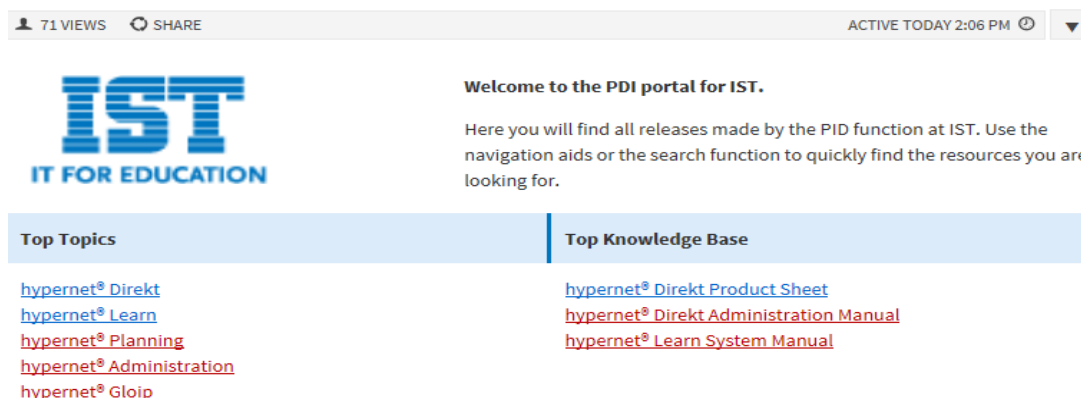 71 VIEWS SHARE ACTIVE TODAY 2:06 PM
IST
IT FOR EDUCATION
Welcome to the PDI portal for IST.
Here you will find all releases made by the PID function at IST. Use the
navigation aids or the search function to quickly find the resources you are
looking for.
Top Topics
hypernet® Direkt
hypernet® Learn
hypernet® Planning
hypernet® Administration
hypernet® Gloip
Top Knowledge Base
hypernet® Direkt Product Sheet
hypernet® Direkt Administration Manual
hypernet® Learn System Manual